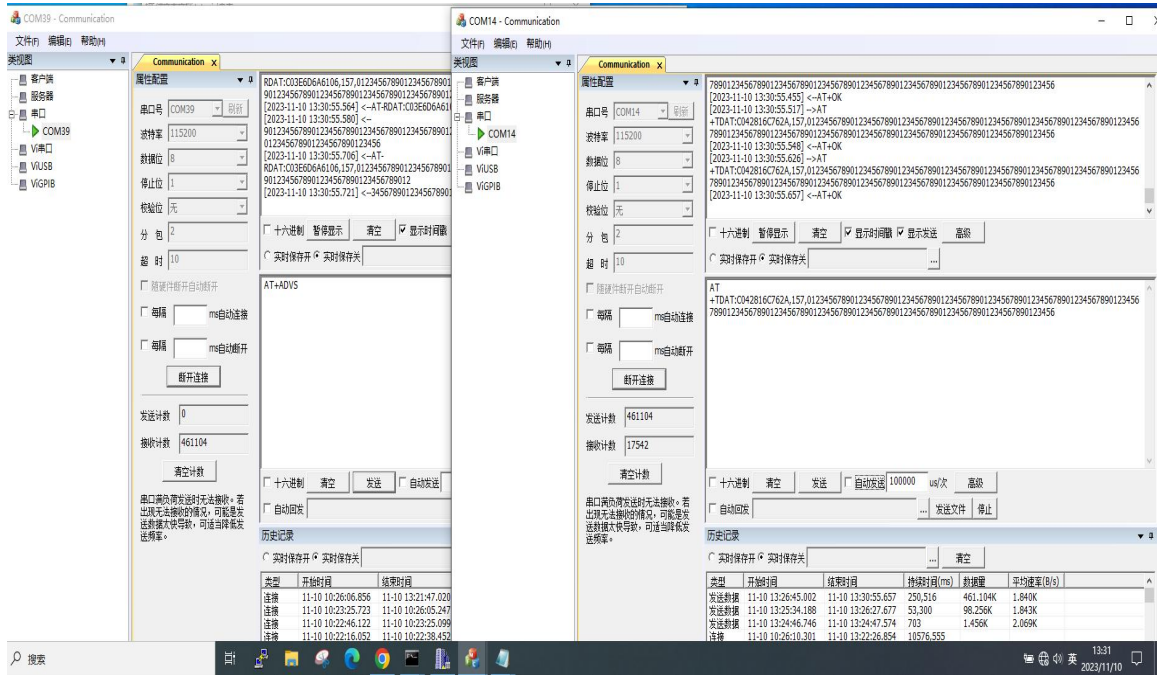 COM39 - Communication
文件(F) 编辑(E) 帮助(H)
类视图
客户端
服务器
串口
COM39
Vi串口
ViUSB
ViGPIB
Communication x
属性配置
串口号 COM39 刷新
波特率 115200
数据位 8
停止位 1
校验位 无
分 包 2
超 时 10
随硬件断开自动断开
每隔 ms自动连接
每隔 ms自动断开
断开连接
发送计数 0
接收计数 461104
清空计数
串口满负荷发送时无法接收。若
出现无法接收的情况，可能是发
送数据太快导致，可适当降低发
送频率。
RDAT:C03E6D6A6106,157,012345678901234567890
[2023-11-10 13:30:55.564] <--AT-RDAT:C03E6D6A61
[2023-11-10 13:30:55.580] <--
012345678901234567890123456
[2023-11-10 13:30:55.706] <--AT-
RDAT:C03E6D6A6106,157,0123456789012345678901
9012345678901234567890123456789012
[2023-11-10 13:30:55.721] <--345678901234567890
十六进制 暂停显示 清空 显示时间戳
实时保存开 实时保存关
AT+ADVS
十六进制 清空 发送 自动发送
自动回发
历史记录
实时保存开 实时保存关
类型 开始时间 结束时间
连接 11-10 10:26:06.856 11-10 13:21:47.020
连接 11-10 10:23:25.723 11-10 10:26:05.247
连接 11-10 10:22:46.122 11-10 10:23:25.099
连接 11-10 10:22:16.052 11-10 10:22:38.452
COM14 - Communication
文件(F) 编辑(E) 帮助(H)
类视图
客户端
服务器
串口
COM14
Vi串口
ViUSB
ViGPIB
Communication x
属性配置
串口号 COM14 刷新
波特率 115200
数据位 8
停止位 1
校验位 无
分 包 2
超 时 10
随硬件断开自动断开
每隔 ms自动连接
每隔 ms自动断开
断开连接
发送计数 461104
接收计数 17542
清空计数
串口满负荷发送时无法接收。若
出现无法接收的情况，可能是发
送数据太快导致，可适当降低发
送频率。
78901234567890123456789012345678901234567890123456789012345678901234567890123456
[2023-11-10 13:30:55.455] <--AT+OK
[2023-11-10 13:30:55.517] -->AT
+TDAT:C042816C762A,157,01234567890123456789012345678901234567890123456789012345678901234567890123456
78901234567890123456789012345678901234567890123456789012345678901234567890123456
[2023-11-10 13:30:55.548] <--AT+OK
[2023-11-10 13:30:55.626] -->AT
+TDAT:C042816C762A,157,01234567890123456789012345678901234567890123456789012345678901234567890123456
78901234567890123456789012345678901234567890123456789012345678901234567890123456
[2023-11-10 13:30:55.657] <--AT+OK
十六进制 暂停显示 清空 显示时间戳 显示发送 高级
实时保存开 实时保存关 ...
AT
+TDAT:C042816C762A,157,01234567890123456789012345678901234567890123456789012345678901234567890123456
78901234567890123456789012345678901234567890123456789012345678901234567890123456
十六进制 清空 发送 自动发送 100000 us/次 高级
自动回发 ... 发送文件 停止
历史记录
实时保存开 实时保存关 ... 清空
类型 开始时间 结束时间 持续时间(ms) 数据量 平均速率(B/s)
发送数据 11-10 13:26:45.002 11-10 13:30:55.657 250,516 461.104K 1.840K
发送数据 11-10 13:25:34.188 11-10 13:26:27.677 53,300 98.256K 1.843K
发送数据 11-10 13:24:46.746 11-10 13:24:47.574 703 1.456K 2.069K
连接 11-10 10:26:10.301 11-10 13:22:26.854 10576,555
搜索
英
13:31
2023/11/10